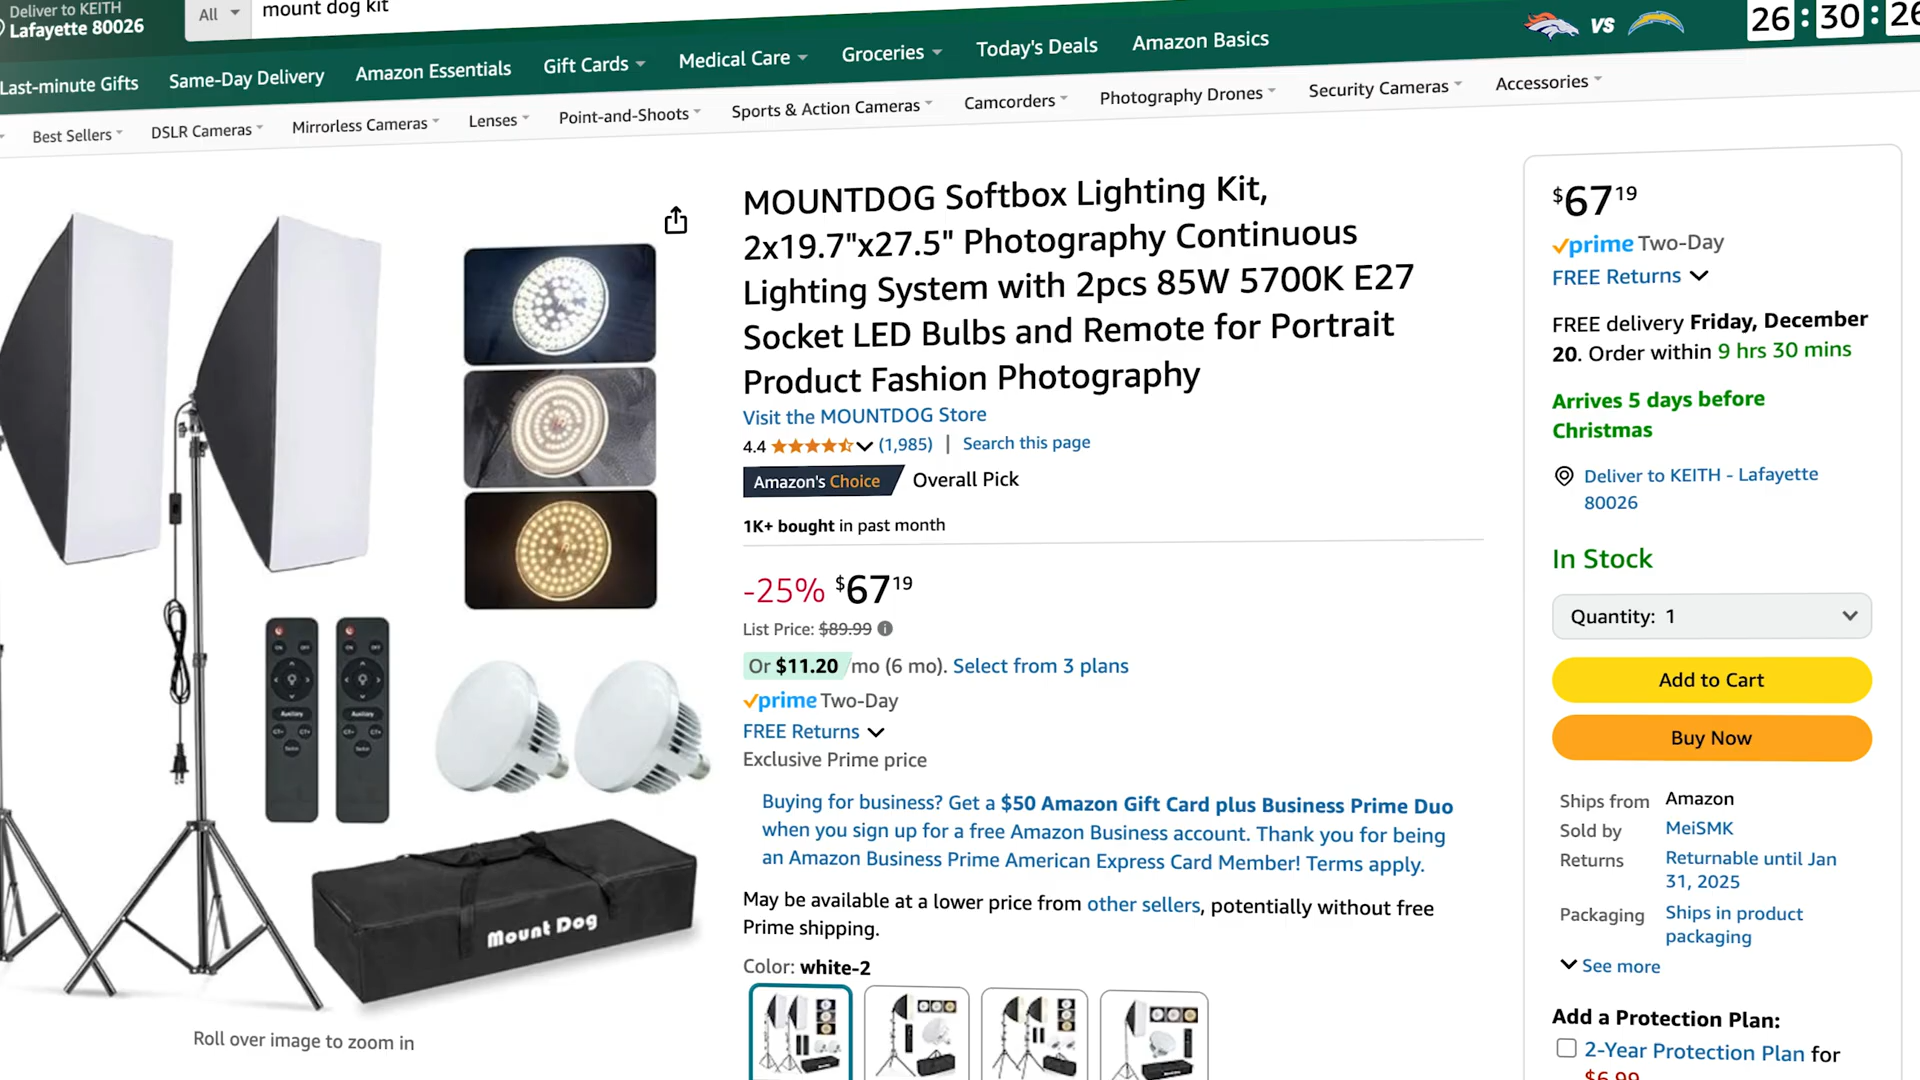 Deliver to KEITH
Lafayette 80026
All
mount dog kit
VS
26 : 30 : 26
Last-minute Gifts
Same-Day Delivery
Amazon Essentials
Gift Cards
Medical Care
Groceries
Today's Deals
Amazon Basics
Best Sellers
DSLR Cameras
Mirrorless Cameras
Lenses
Point-and-Shoots
Sports & Action Cameras
Camcorders
Photography Drones
Security Cameras
Accessories
Mount Dog
Roll over image to zoom in
MOUNTDOG Softbox Lighting Kit,
2x19.7"x27.5" Photography Continuous
Lighting System with 2pcs 85W 5700K E27
Socket LED Bulbs and Remote for Portrait
Product Fashion Photography
Visit the MOUNTDOG Store
4.4 (1,985) | Search this page
Amazon's Choice Overall Pick
1K+ bought in past month
-25% $67 19
List Price: $89.99
Or $11.20 /mo (6 mo). Select from 3 plans
prime Two-Day
FREE Returns
Exclusive Prime price
Buying for business? Get a $50 Amazon Gift Card plus Business Prime Duo
when you sign up for a free Amazon Business account. Thank you for being
an Amazon Business Prime American Express Card Member! Terms apply.
May be available at a lower price from other sellers, potentially without free
Prime shipping.
Color: white-2
$67 19
prime Two-Day
FREE Returns
FREE delivery Friday, December
20. Order within 9 hrs 30 mins
Arrives 5 days before
Christmas
Deliver to KEITH - Lafayette
80026
In Stock
Quantity: 1
Add to Cart
Buy Now
Ships from Amazon
Sold by MeiSMK
Returns Returnable until Jan
31, 2025
Packaging Ships in product
packaging
See more
Add a Protection Plan:
2-Year Protection Plan for
$6.99